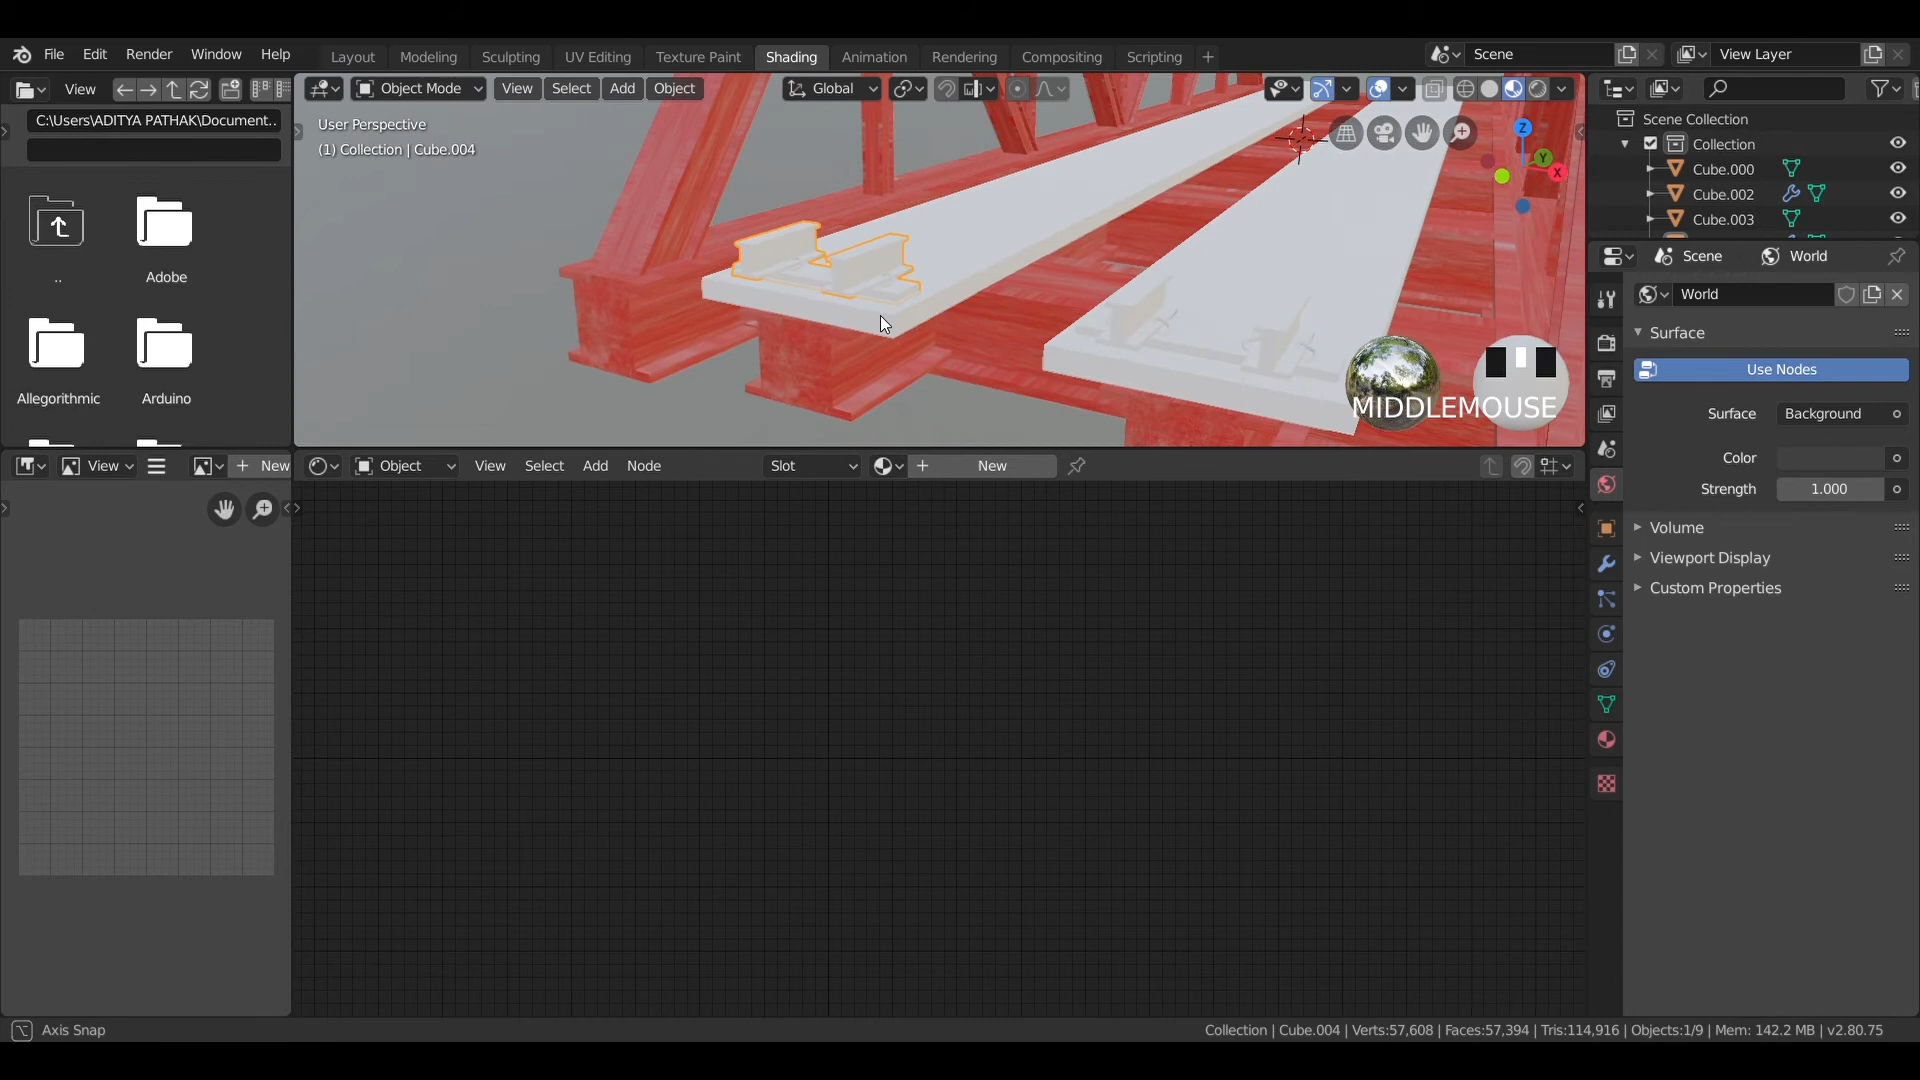 File Edit Render Window Help Layout Modeling Sculpting UV Editing Texture Paint Shading Animation Rendering Compositing Scripting + Scene View Layer
View Object Mode View Select Add Object Global
C:\Users\ADITYA PATHAK\Document..
User Perspective
(1) Collection | Cube.004
Z
Y
X
Scene Collection
Collection
Cube.000
Cube.002
Cube.003
..
Adobe
Allegorithmic
Arduino
MIDDLEMOUSE
Scene World
World
Surface
Use Nodes
Surface Background
Color
Strength 1.000
Volume
Viewport Display
Custom Properties
View New Object View Select Add Node Slot New
Axis Snap
Collection | Cube.004 | Verts:57,608 | Faces:57,394 | Tris:114,916 | Objects:1/9 | Mem: 142.2 MB | v2.80.75